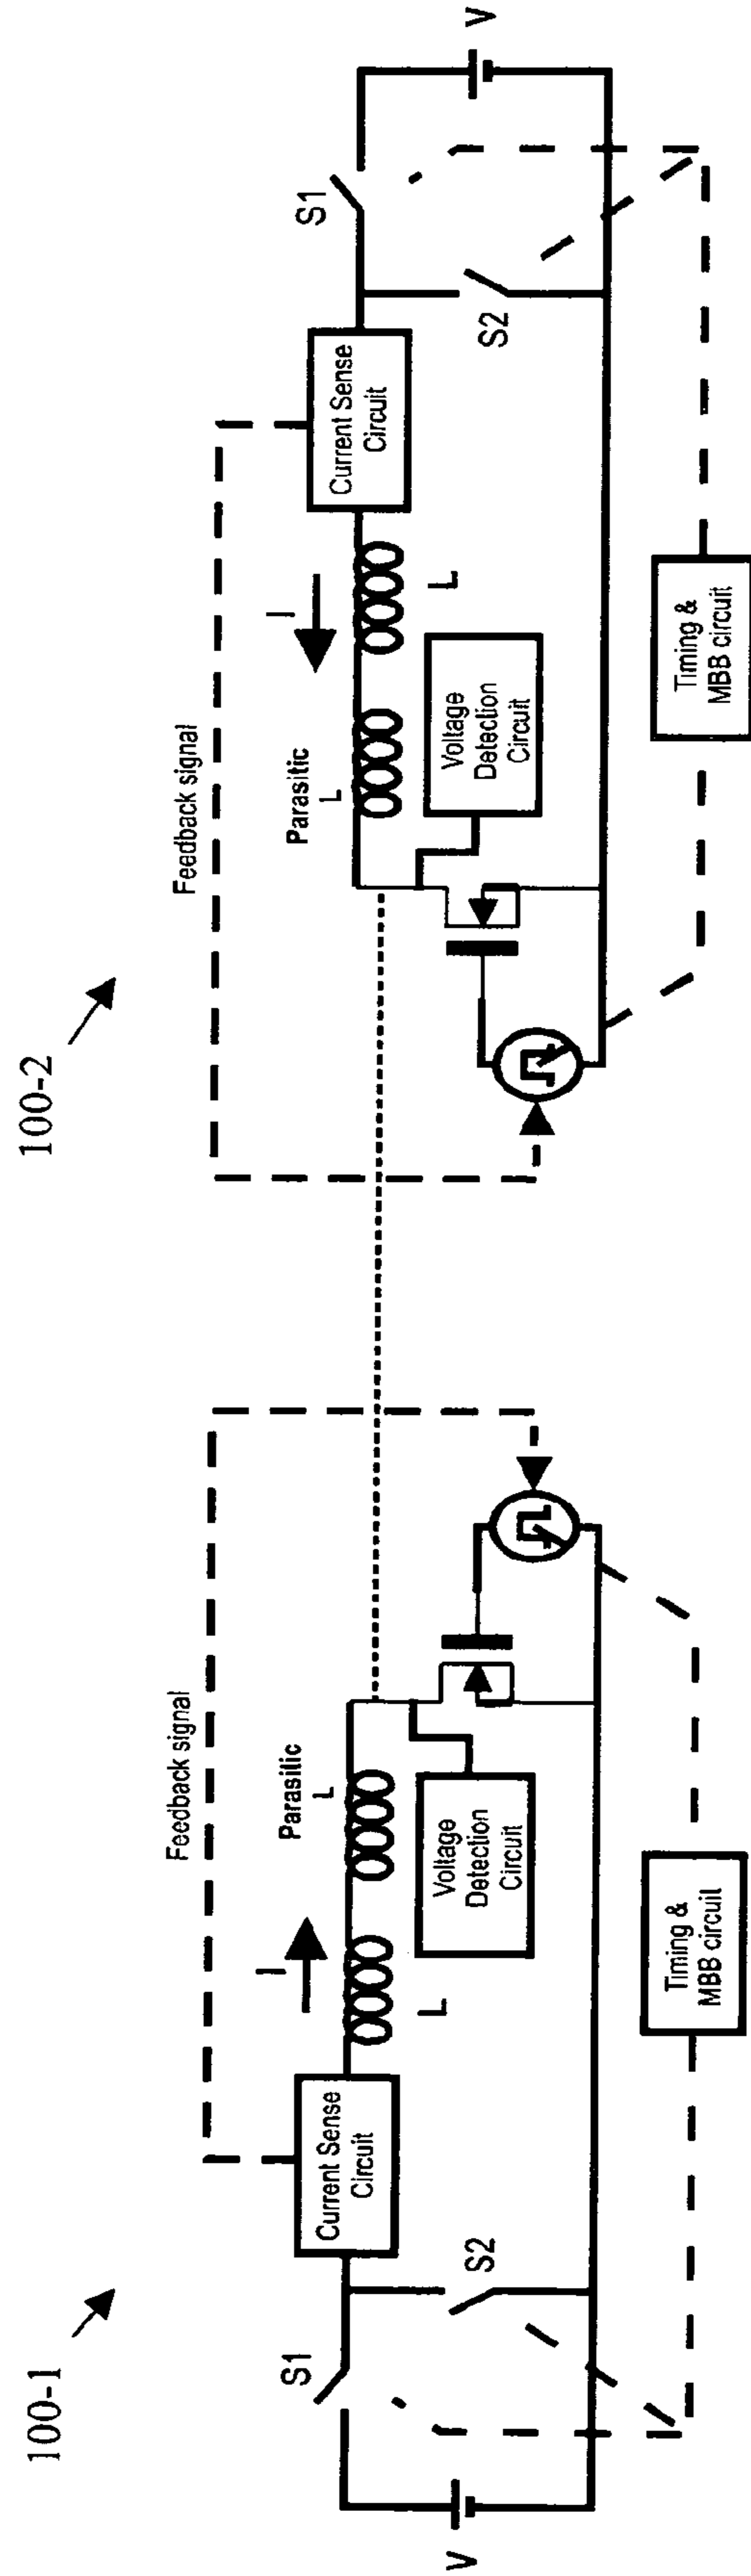 100-1
100-2
Feedback signal
Feedback signal
V
S1
S2
Current Sense
Circuit
I
L
Parasitic
L
Voltage
Detection
Circuit
Timing &
MBB circuit
Parasitic
L
I
L
Voltage
Detection
Circuit
Current Sense
Circuit
S1
S2
V
Timing &
MBB circuit